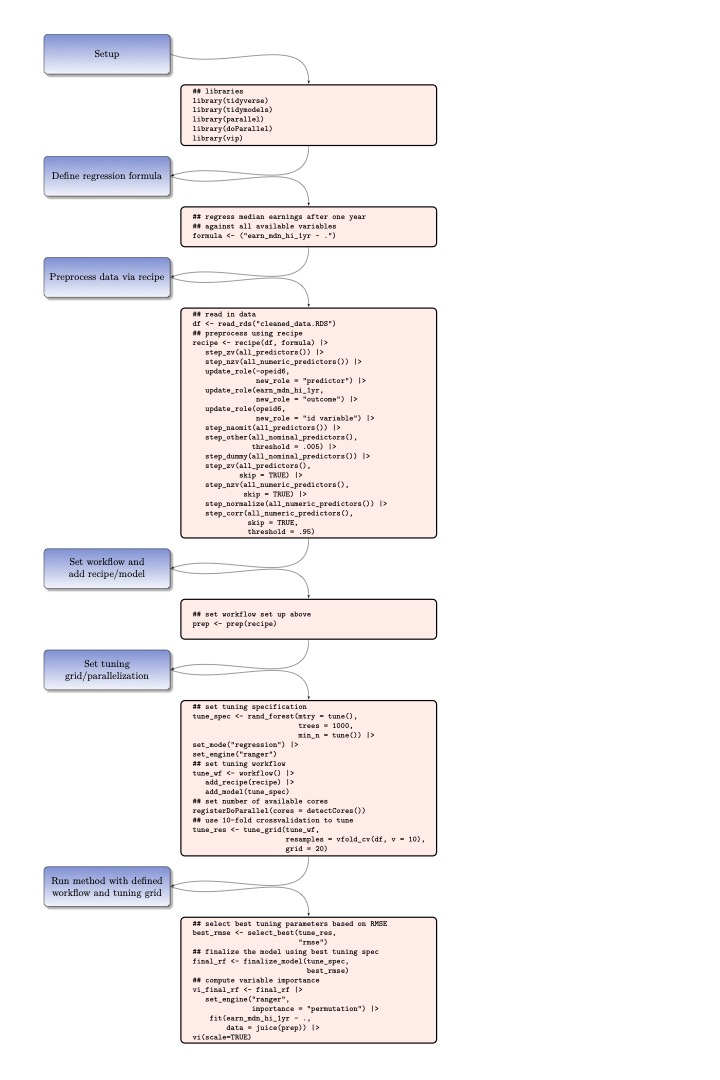 Setup
## libraries
library(tidyverse)
library(tidymodels)
library(parallel)
library(doParallel)
library(vip)
Define regression formula
## regress median earnings after one year
## against all available variables
formula <- ("earn_mdn_hi_1yr - .")
Preprocess data via recipe
## read in data
df <- read_rds("cleaned_data.RDS")
## preprocess using recipe
recipe <- recipe(df, formula) |>
   step_zv(all_predictors()) |>
   step_nzv(all_numeric_predictors()) |>
   update_role(-opeid6,
               new_role = "predictor") |>
   update_role(earn_mdn_hi_1yr,
               new_role = "outcome") |>
   update_role(opeid6,
               new_role = "id variable") |>
   step_naomit(all_predictors()) |>
   step_other(all_nominal_predictors(),
              threshold = .005) |>
   step_dummy(all_nominal_predictors()) |>
   step_zv(all_predictors(),
           skip = TRUE) |>
   step_nzv(all_numeric_predictors(),
            skip = TRUE) |>
   step_normalize(all_numeric_predictors()) |>
   step_corr(all_numeric_predictors(),
             skip = TRUE,
             threshold = .95)
Set workflow and
add recipe/model
## set workflow set up above
prep <- prep(recipe)
Set tuning
grid/parallelization
## set tuning specification
tune_spec <- rand_forest(mtry = tune(),
                         trees = 1000,
                         min_n = tune()) |>
set_mode("regression") |>
set_engine("ranger")
## set tuning workflow
tune_wf <- workflow() |>
   add_recipe(recipe) |>
   add_model(tune_spec)
## set number of available cores
registerDoParallel(cores = detectCores())
## use 10-fold crossvalidation to tune
tune_res <- tune_grid(tune_wf,
                      resamples = vfold_cv(df, v = 10),
                      grid = 20)
Run method with defined
workflow and tuning grid
## select best tuning parameters based on RMSE
best_rmse <- select_best(tune_res,
                         "rmse")
## finalize the model using best tuning spec
final_rf <- finalize_model(tune_spec,
                           best_rmse)
## compute variable importance
vi_final_rf <- final_rf |>
   set_engine("ranger",
              importance = "permutation") |>
    fit(earn_mdn_hi_1yr - .,
        data = juice(prep)) |>
vi(scale=TRUE)